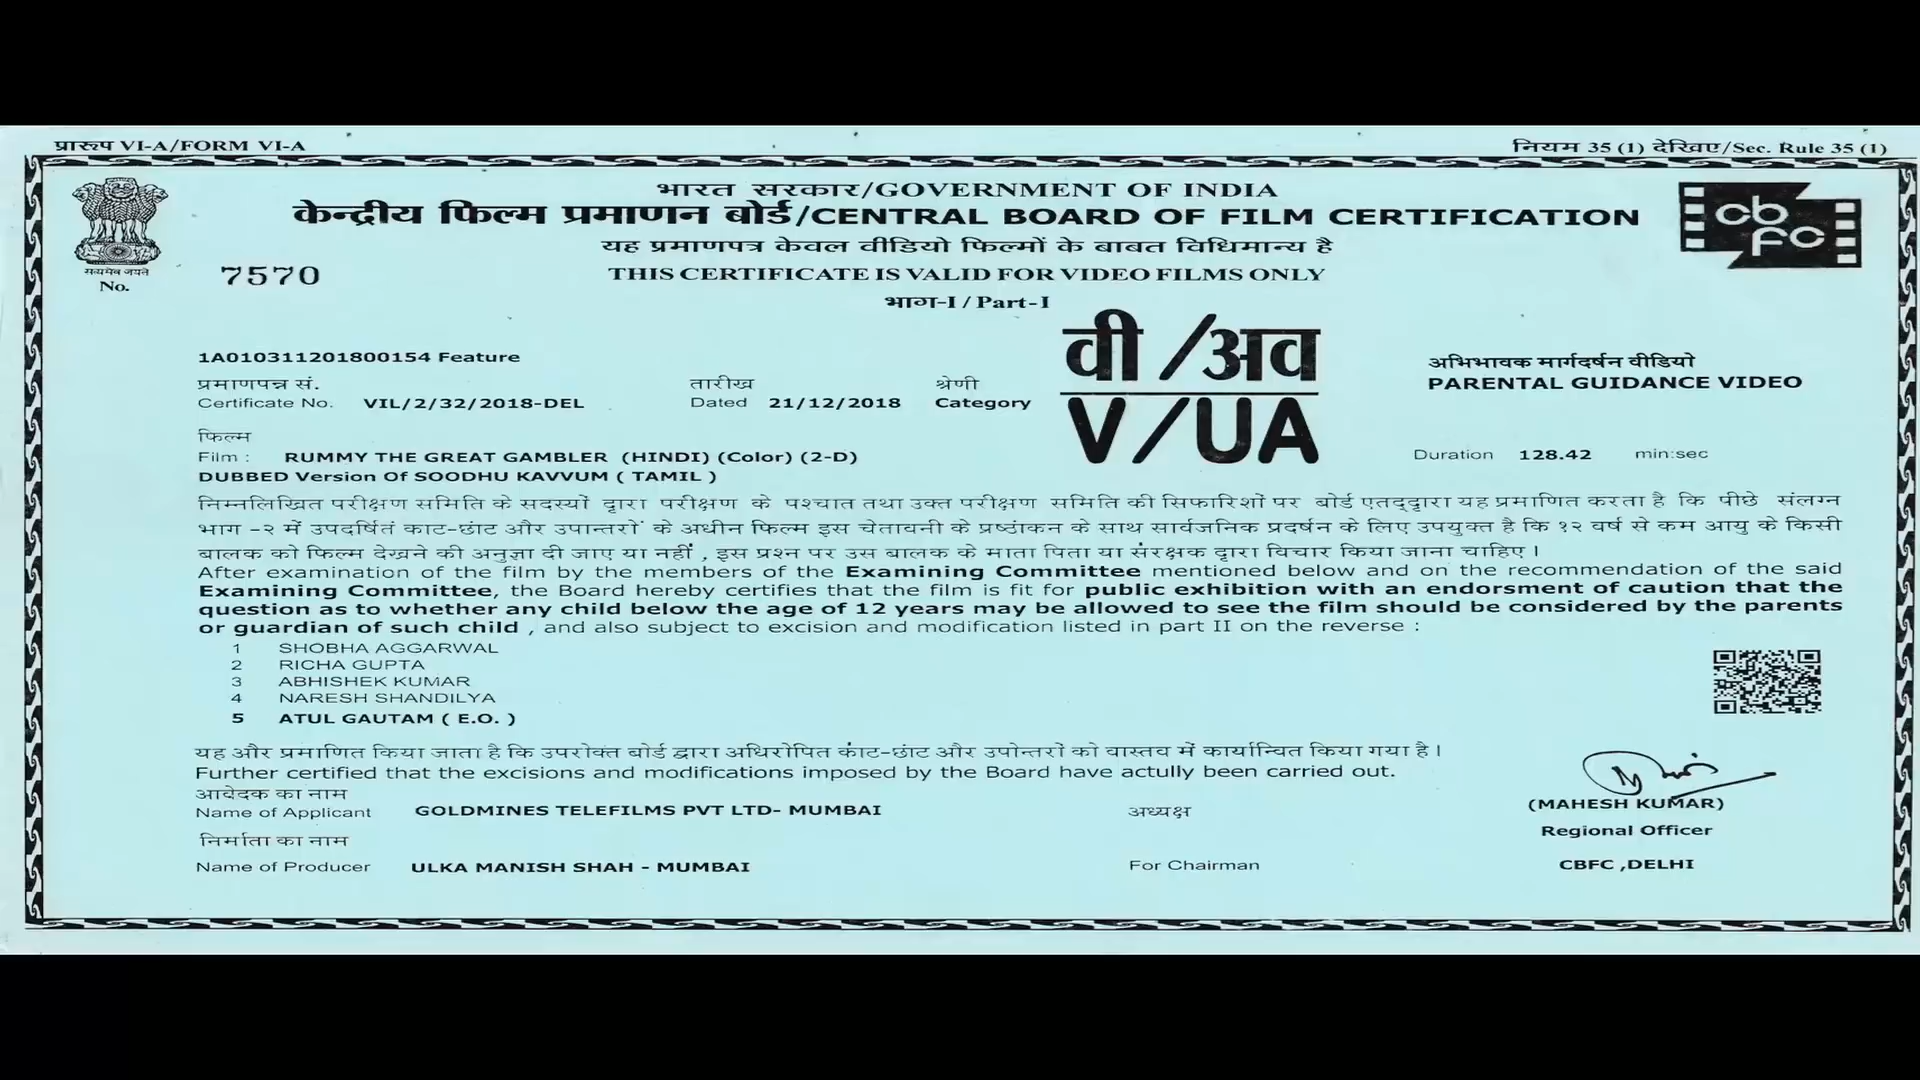 प्रारूप VI-A/FORM VI-A
नियम 35 (1) देखिए/Sec. Rule 35 (1)
भारत सरकार/GOVERNMENT OF INDIA
केन्द्रीय फिल्म प्रमाणन बोर्ड/CENTRAL BOARD OF FILM CERTIFICATION
cb
fc
यह प्रमाणपत्र केवल वीडियो फिल्मों के बाबत विधिमान्य है
सत्यमेव जयते
No. 7570
THIS CERTIFICATE IS VALID FOR VIDEO FILMS ONLY
भाग-I / Part-I
1A010311201800154 Feature
वी/अव
V/UA
अभिभावक मार्गदर्शन वीडियो
PARENTAL GUIDANCE VIDEO
प्रमाणपत्र सं. तारीख श्रेणी
Certificate No. VIL/2/32/2018-DEL Dated 21/12/2018 Category
फिल्म
Film : RUMMY THE GREAT GAMBLER (HINDI) (Color) (2-D)
Duration 128.42 min:sec
DUBBED Version Of SOODHU KAVVUM ( TAMIL )
निम्नलिखित परीक्षण समिति के सदस्यों द्वारा परीक्षण के पश्चात तथा उक्त परीक्षण समिति की सिफारिशों पर बोर्ड एतद्द्वारा यह प्रमाणित करता है कि पीछे संलग्न
भाग -२ में उपदर्षितं काट-छांट और उपान्तरों के अधीन फिल्म इस चेतावनी के प्रष्ठांकन के साथ सार्वजनिक प्रदर्षन के लिए उपयुक्त है कि १२ वर्ष से कम आयु के किसी
बालक को फिल्म देखने की अनुज्ञा दी जाए या नहीं , इस प्रश्न पर उस बालक के माता पिता या संरक्षक द्वारा विचार किया जाना चाहिए ।
After examination of the film by the members of the Examining Committee mentioned below and on the recommendation of the said
Examining Committee, the Board hereby certifies that the film is fit for public exhibition with an endorsment of caution that the
question as to whether any child below the age of 12 years may be allowed to see the film should be considered by the parents
or guardian of such child , and also subject to excision and modification listed in part II on the reverse :
1 SHOBHA AGGARWAL
2 RICHA GUPTA
3 ABHISHEK KUMAR
4 NARESH SHANDILYA
5 ATUL GAUTAM ( E.O. )
यह और प्रमाणित किया जाता है कि उपरोक्त बोर्ड द्वारा अधिरोपित कांट-छांट और उपोन्तरों को वास्तव में कार्यान्वित किया गया है ।
Further certified that the excisions and modifications imposed by the Board have actully been carried out.
आवेदक का नाम
Name of Applicant GOLDMINES TELEFILMS PVT LTD- MUMBAI
अध्यक्ष
(MAHESH KUMAR)
Regional Officer
निर्माता का नाम
Name of Producer ULKA MANISH SHAH - MUMBAI
For Chairman
CBFC ,DELHI